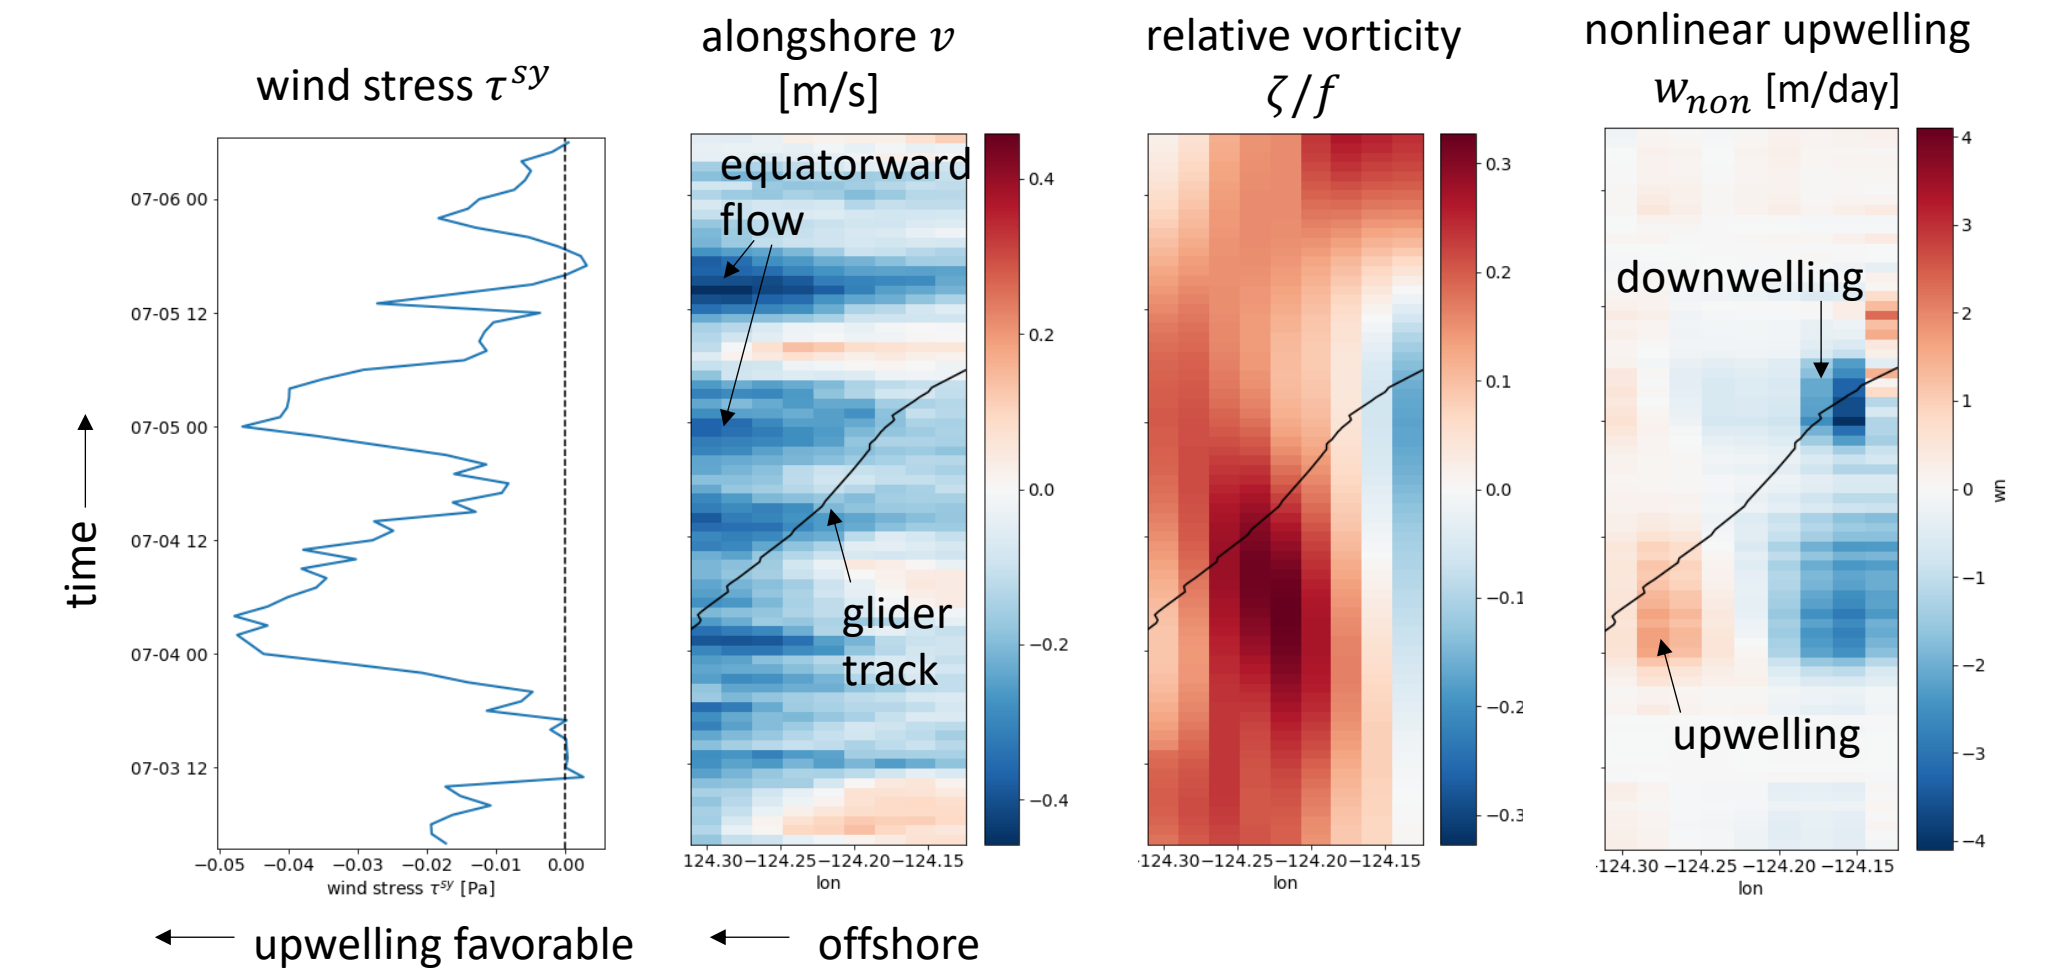 wind stress τ^{sy}
alongshore v
[m/s]
relative vorticity
ζ/f
nonlinear upwelling
w_{non} [m/day]
time
07-06 00
07-05 12
07-05 00
07-04 12
07-04 00
07-03 12
−0.05 −0.04 −0.03 −0.02 −0.01 0.00
wind stress τ^{sy} [Pa]
upwelling favorable
equatorward
flow
glider
track
0.4
0.2
0.0
−0.2
−0.4
124.30 −124.25 −124.20 −124.15
lon
offshore
0.3
0.2
0.1
0.0
−0.1
−0.2
−0.3
124.30 −124.25 −124.20 −124.15
lon
downwelling
upwelling
4
3
2
1
0
−1
−2
−3
−4
wn
124.30 −124.25 −124.20 −124.15
lon